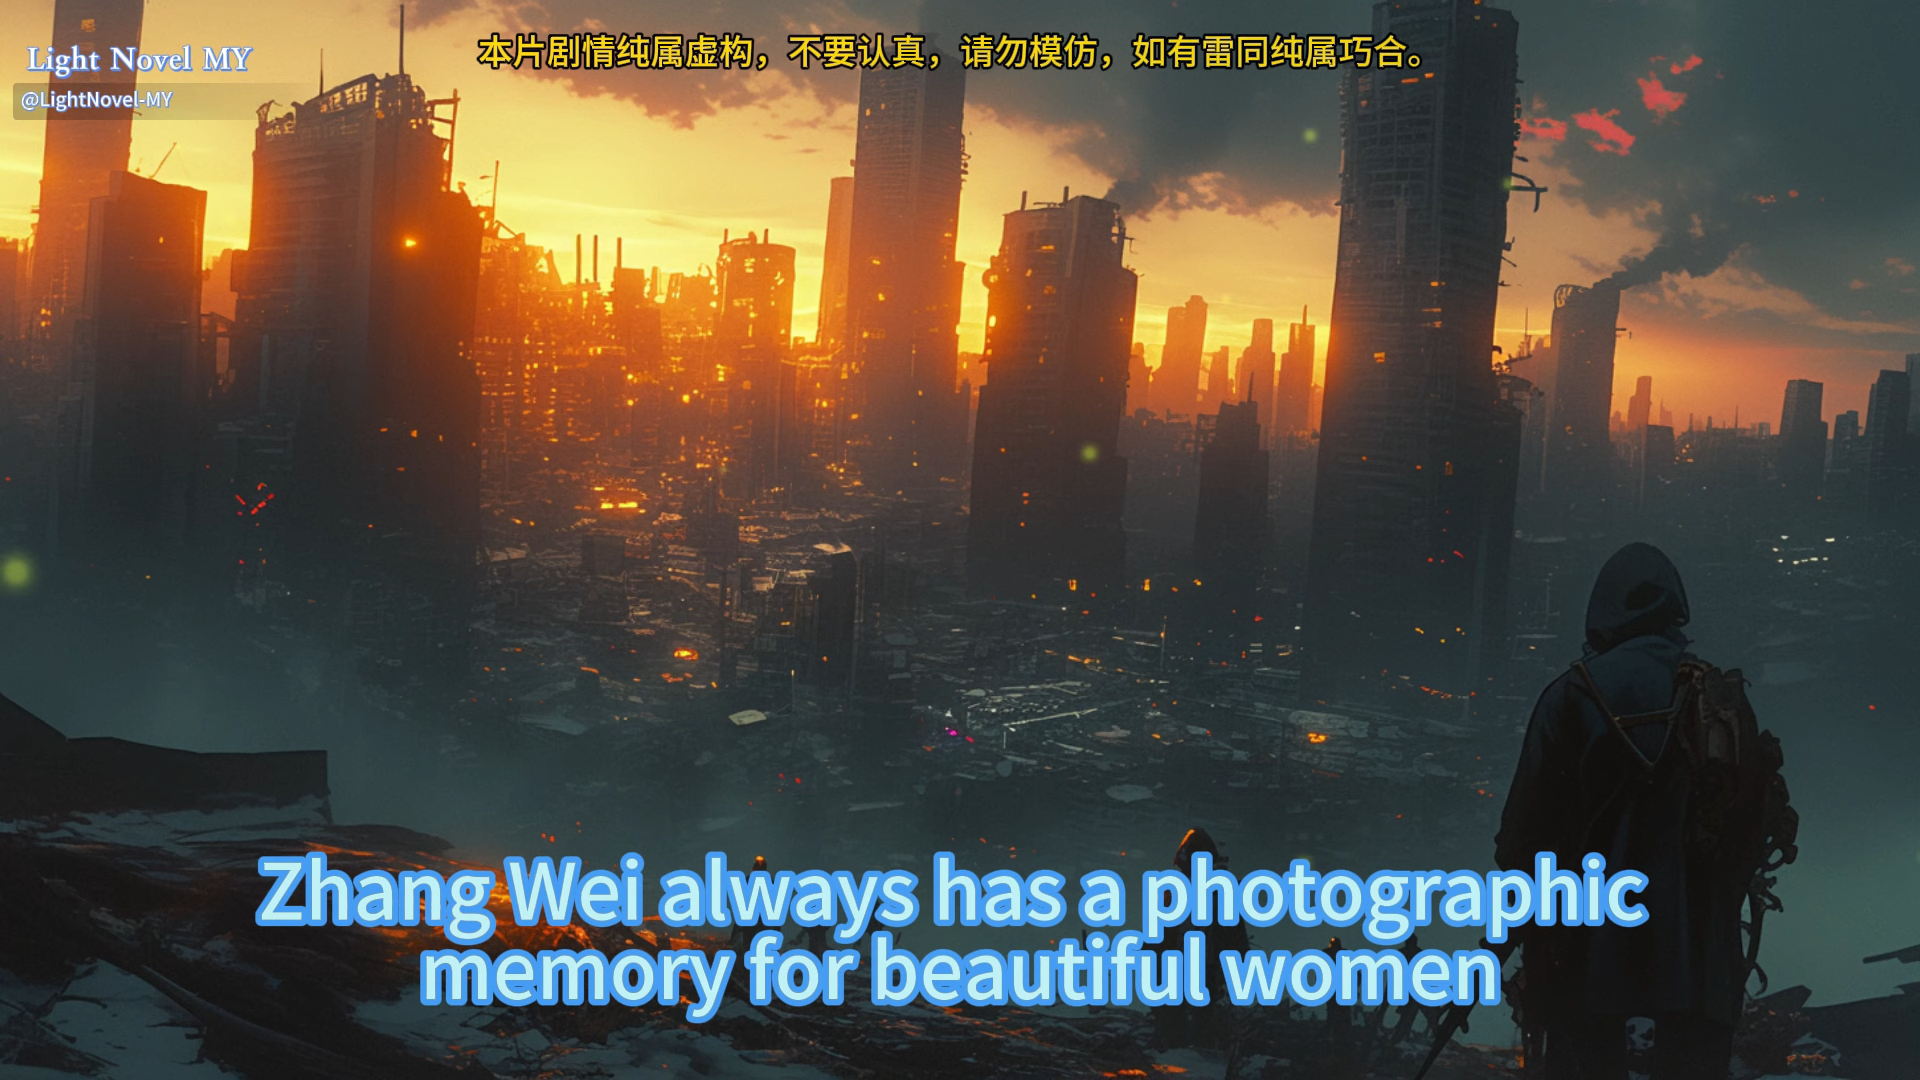 本片剧情纯属虚构，不要认真，请勿模仿，如有雷同纯属巧合。
Light Novel MY
@LightNovel-MY
Zhang Wei always has a photographic
memory for beautiful women